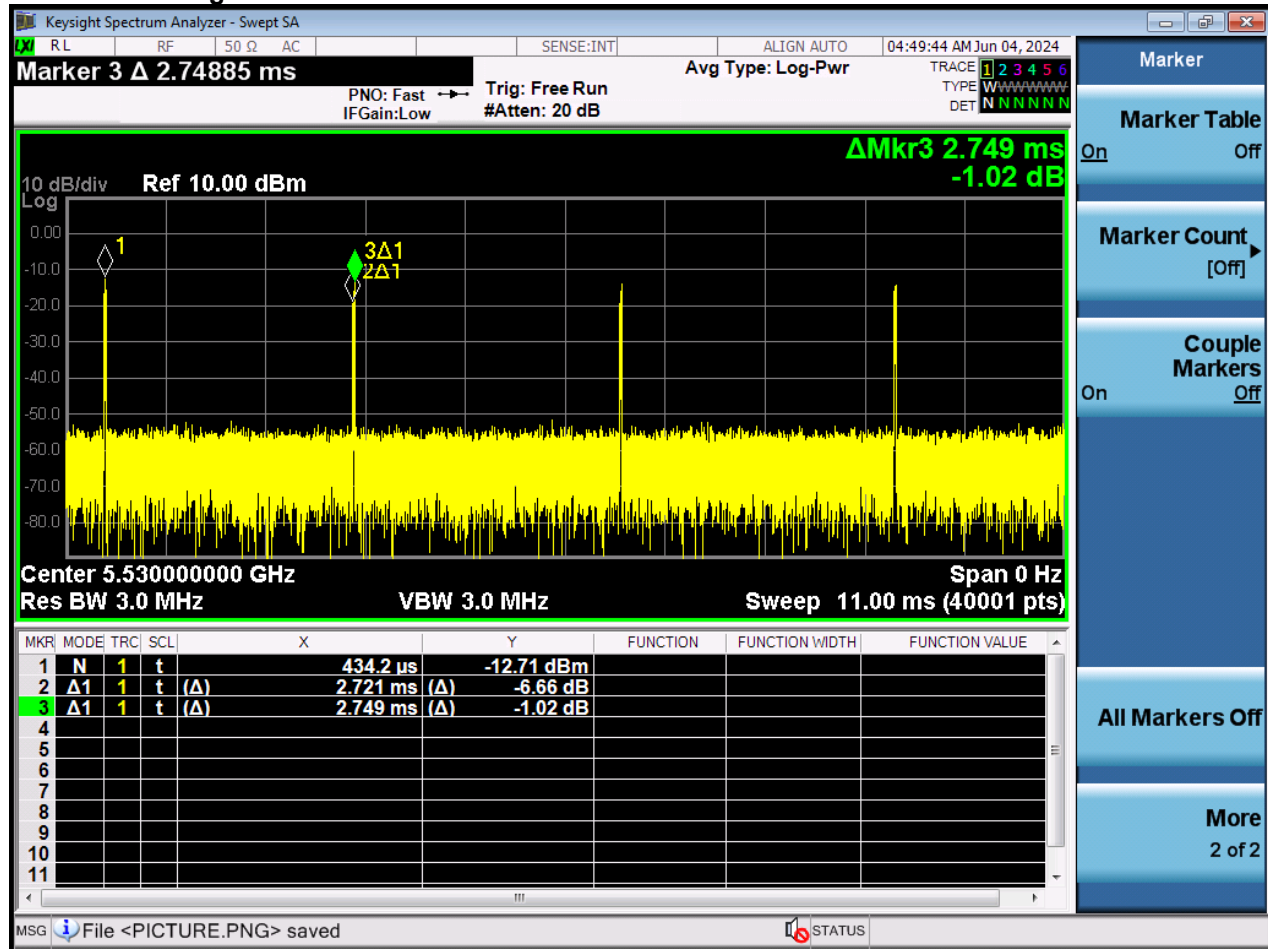 Keysight Spectrum Analyzer - Swept SA
LXI RL RF 50 Ω AC SENSE:INT ALIGN AUTO 04:49:44 AM Jun 04, 2024
Marker 3 Δ 2.74885 ms
PNO: Fast
IFGain:Low
Trig: Free Run
#Atten: 20 dB
Avg Type: Log-Pwr
TRACE 1 2 3 4 5 6
TYPE WWWWWW
DET N N N N N N
ΔMkr3 2.749 ms
-1.02 dB
10 dB/div Ref 10.00 dBm
Log
0.00
-10.0
-20.0
-30.0
-40.0
-50.0
-60.0
-70.0
-80.0
1
3Δ1
2Δ1
Center 5.530000000 GHz Span 0 Hz
Res BW 3.0 MHz VBW 3.0 MHz Sweep 11.00 ms (40001 pts)
MKR MODE TRC SCL X Y FUNCTION FUNCTION WIDTH FUNCTION VALUE
1 N 1 t 434.2 µs -12.71 dBm
2 Δ1 1 t (Δ) 2.721 ms (Δ) -6.66 dB
3 Δ1 1 t (Δ) 2.749 ms (Δ) -1.02 dB
4
5
6
7
8
9
10
11
MSG File <PICTURE.PNG> saved STATUS
Marker
Marker Table
On Off
Marker Count
[Off]
Couple
Markers
On Off
All Markers Off
More
2 of 2